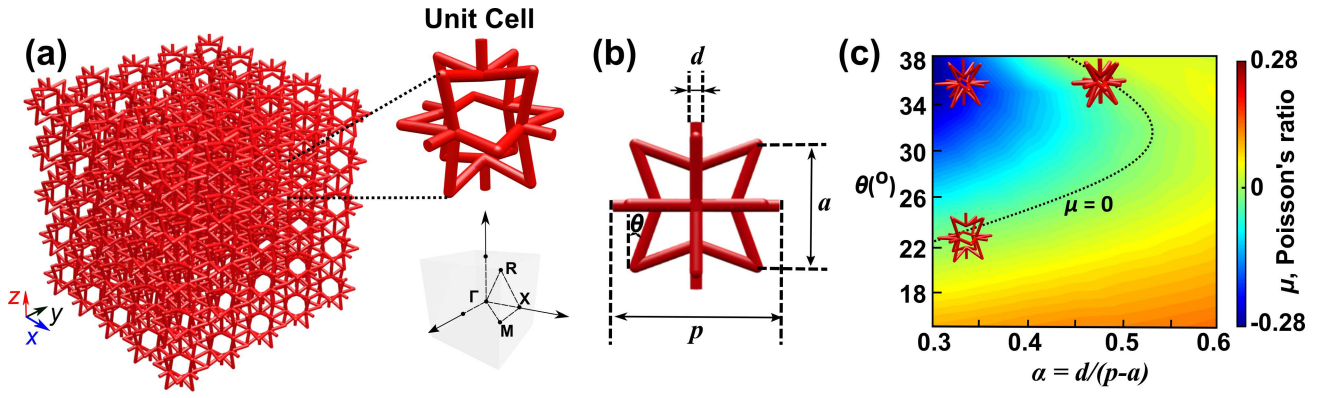 (a)
Unit Cell
z
y
x
Γ
R
X
M
(b)
d
θ
a
p
(c)
38
34
30
26
22
18
θ(º)
μ = 0
0.3
0.4
0.5
0.6
α = d/(p-a)
0.28
0
-0.28
μ, Poisson's ratio